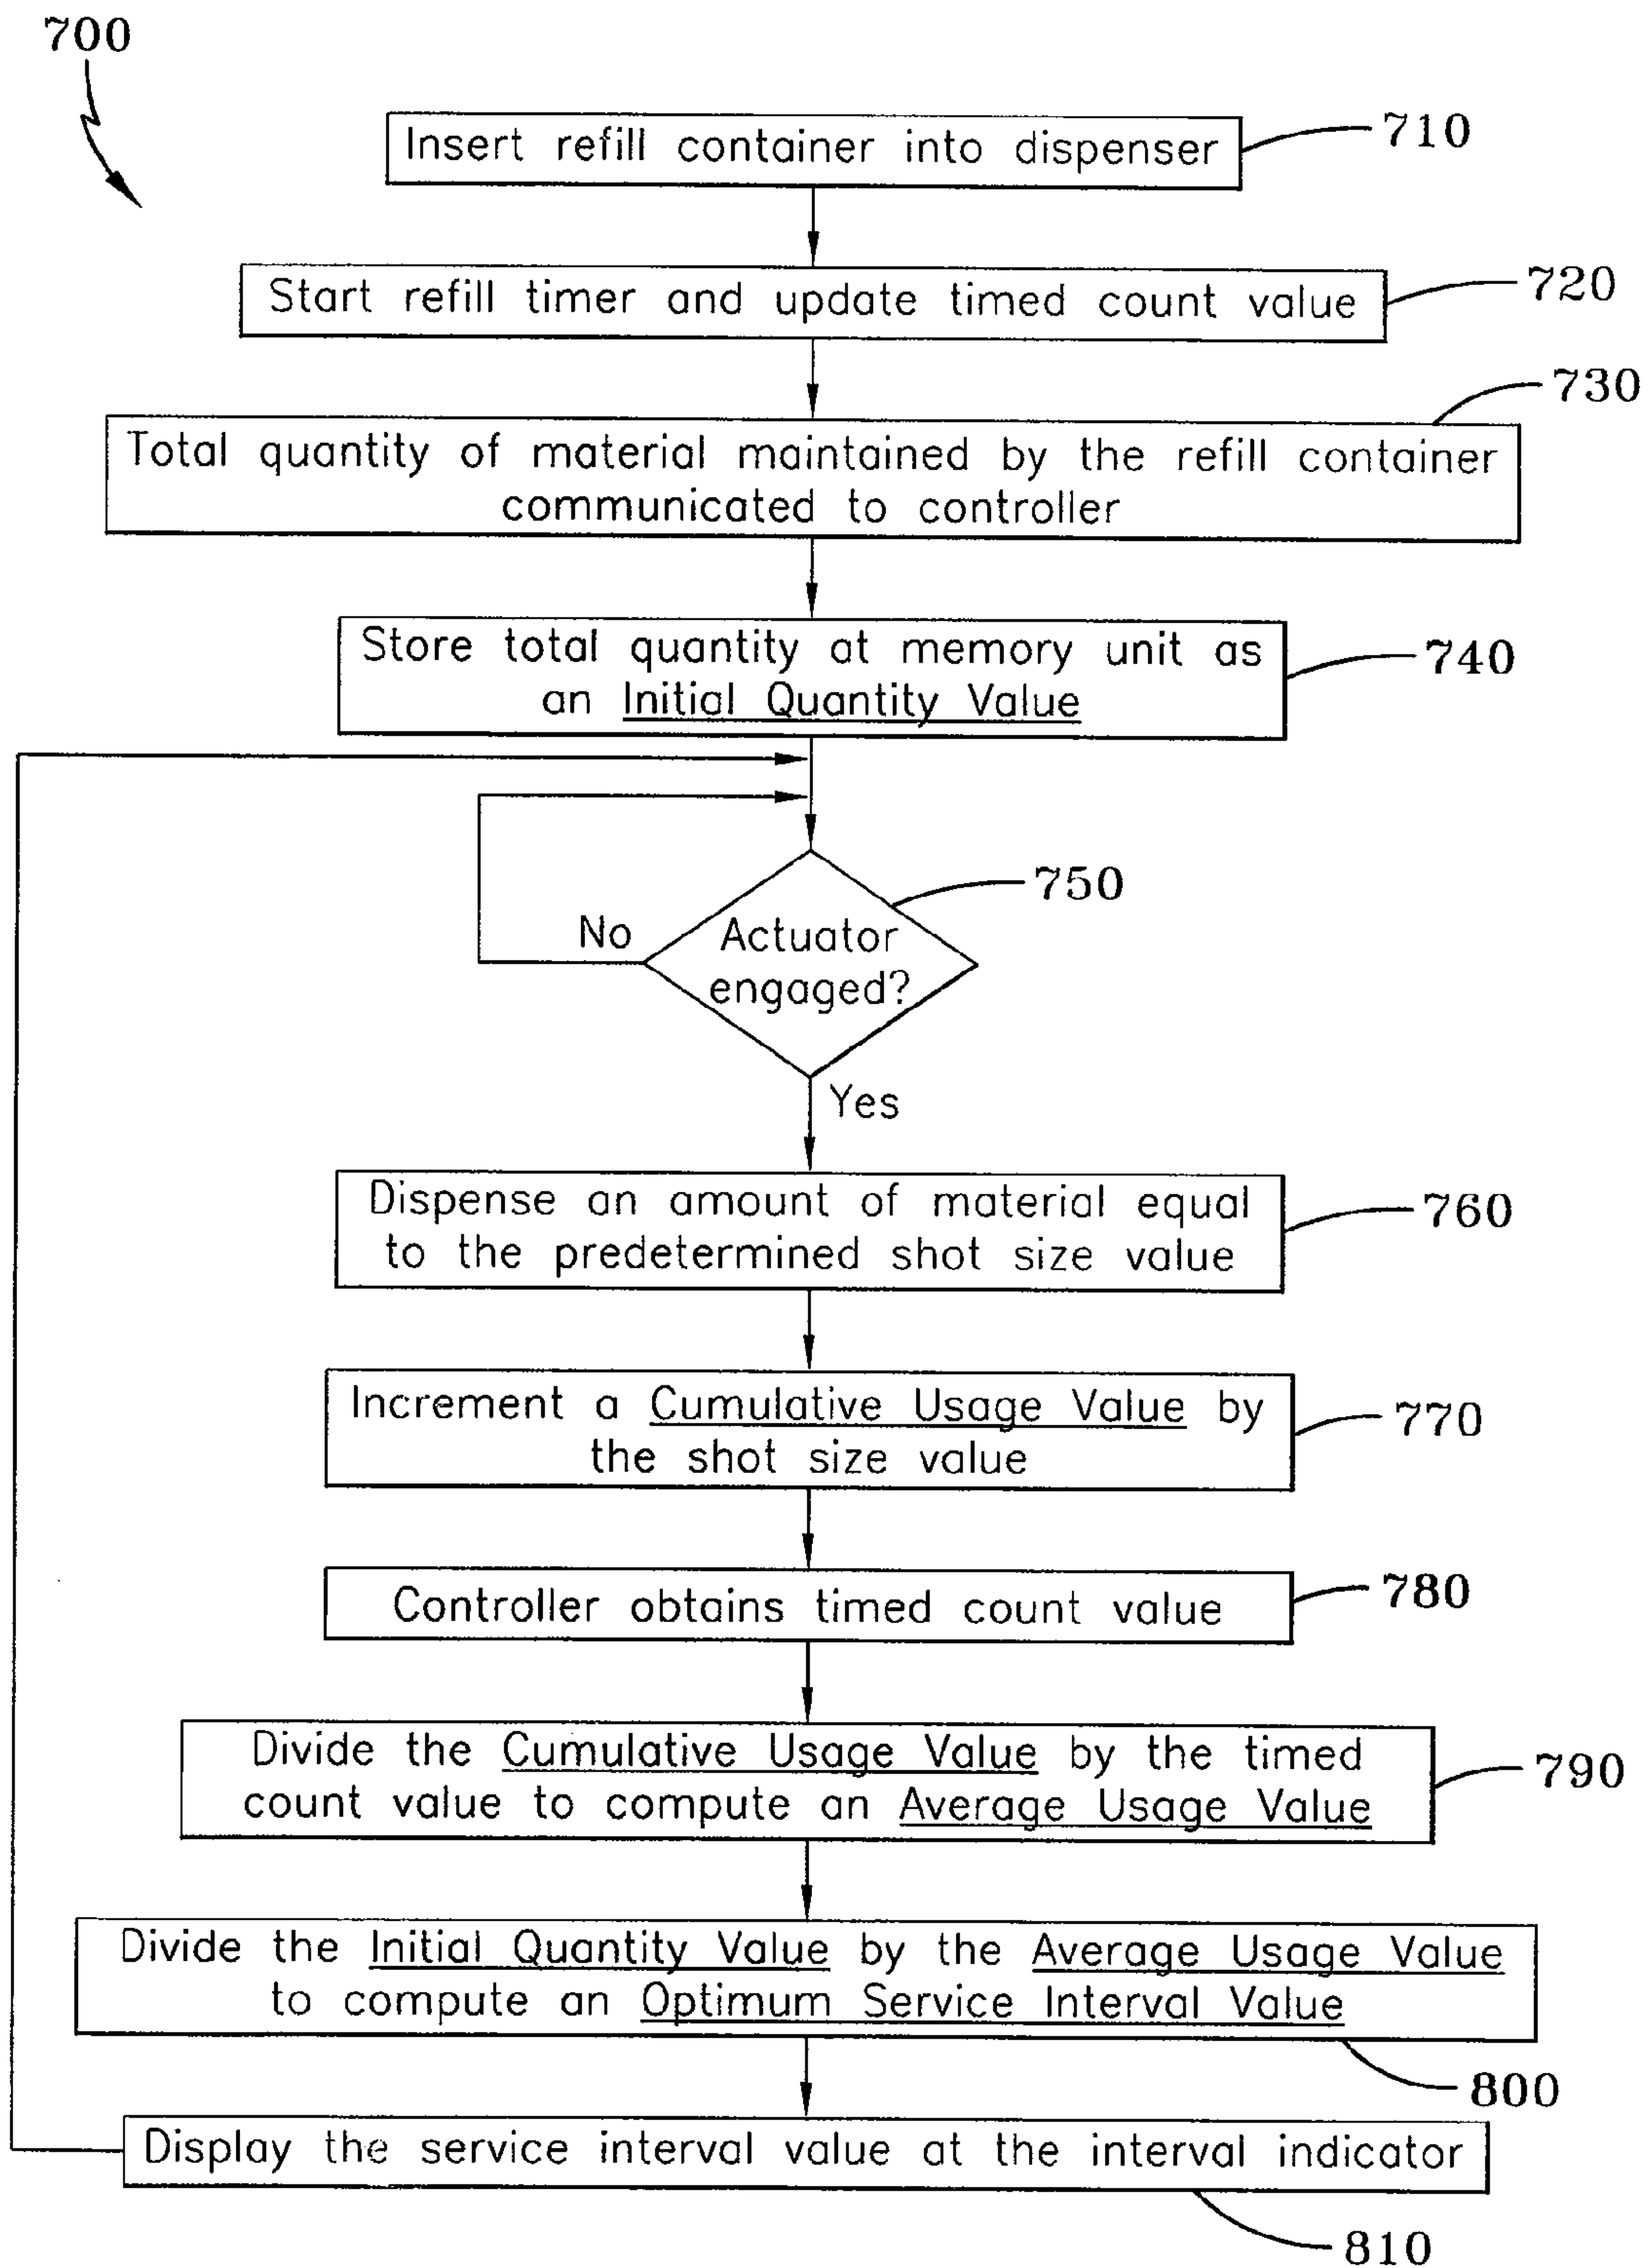 700
Insert refill container into dispenser
710
Start refill timer and update timed count value
720
730
Total quantity of material maintained by the refill container
communicated to controller
Store total quantity at memory unit as
an Initial Quantity Value
740
750
No
Actuator
engaged?
Yes
Dispense an amount of material equal
to the predetermined shot size value
760
Increment a Cumulative Usage Value by
the shot size value
770
Controller obtains timed count value
780
Divide the Cumulative Usage Value by the timed
count value to compute an Average Usage Value
790
Divide the Initial Quantity Value by the Average Usage Value
to compute an Optimum Service Interval Value
800
Display the service interval value at the interval indicator
810